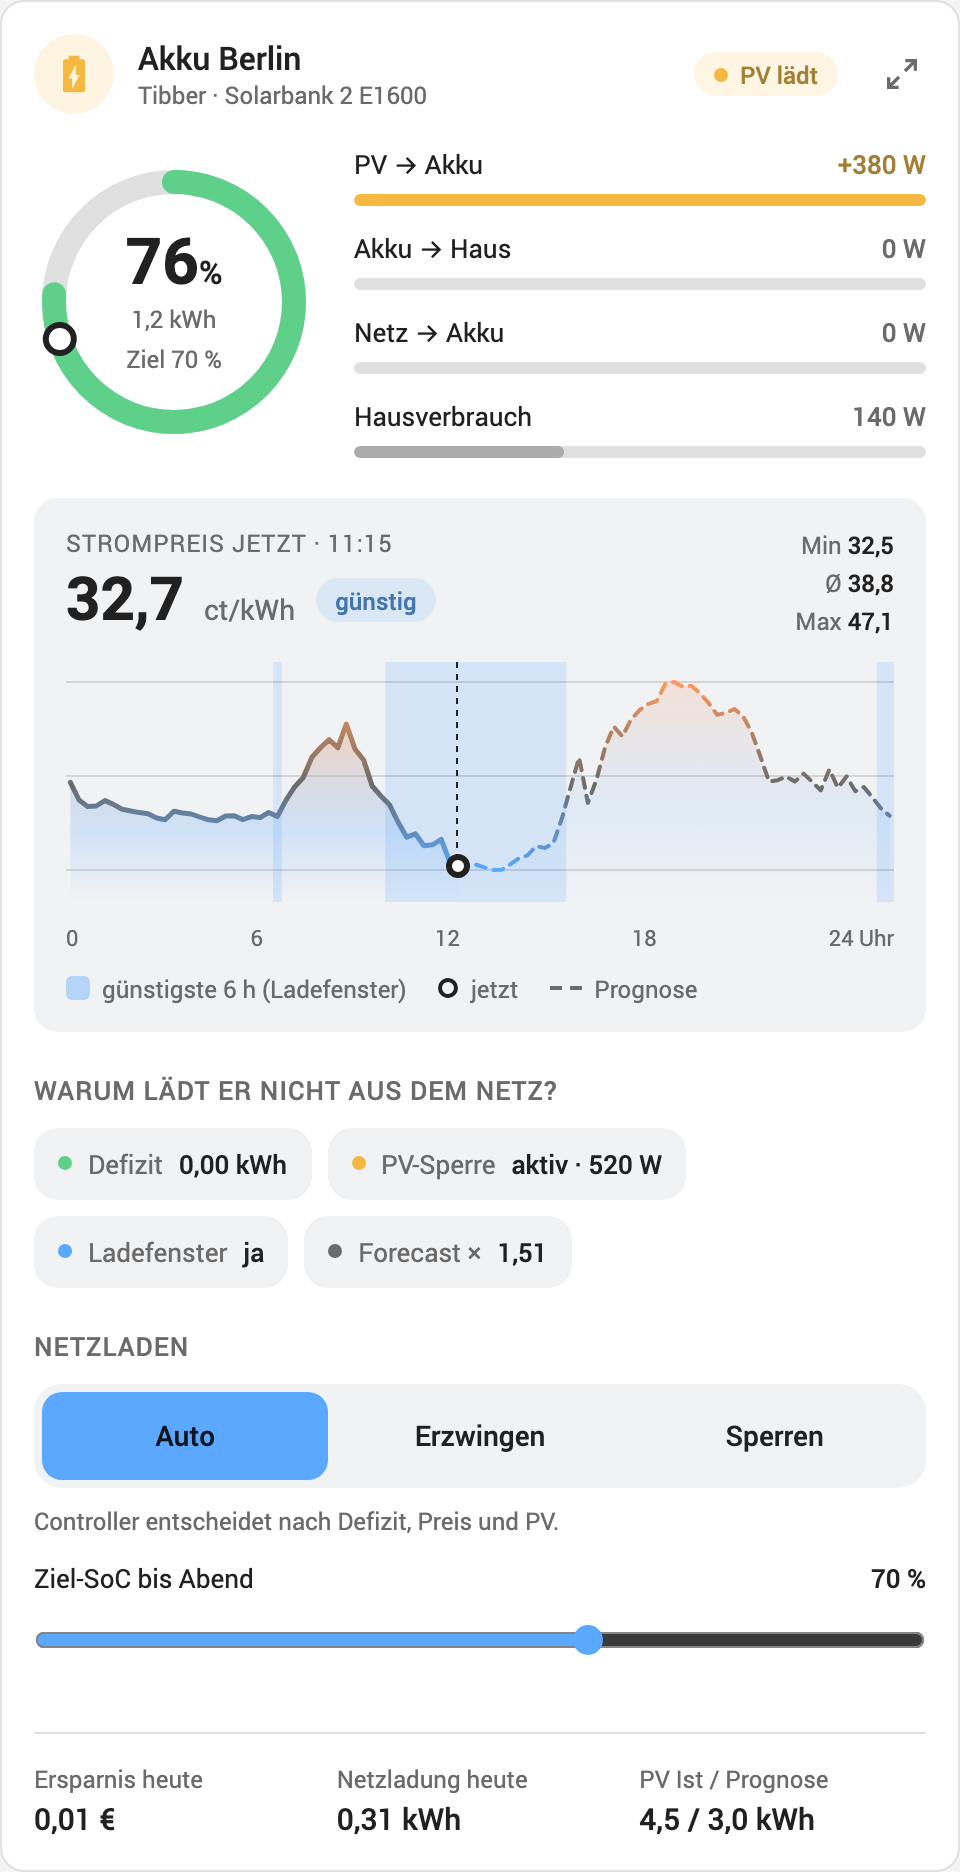 Akku Berlin
Tibber · Solarbank 2 E1600
PV lädt
76%
1,2 kWh
Ziel 70 %
PV → Akku +380 W
Akku → Haus 0 W
Netz → Akku 0 W
Hausverbrauch 140 W
STROMPREIS JETZT · 11:15
32,7 ct/kWh günstig
Min 32,5
Ø 38,8
Max 47,1
0 6 12 18 24 Uhr
günstigste 6 h (Ladefenster) jetzt Prognose
WARUM LÄDT ER NICHT AUS DEM NETZ?
Defizit 0,00 kWh PV-Sperre aktiv · 520 W
Ladefenster ja Forecast × 1,51
NETZLADEN
Auto Erzwingen Sperren
Controller entscheidet nach Defizit, Preis und PV.
Ziel-SoC bis Abend 70 %
Ersparnis heute Netzladung heute PV Ist / Prognose
0,01 € 0,31 kWh 4,5 / 3,0 kWh